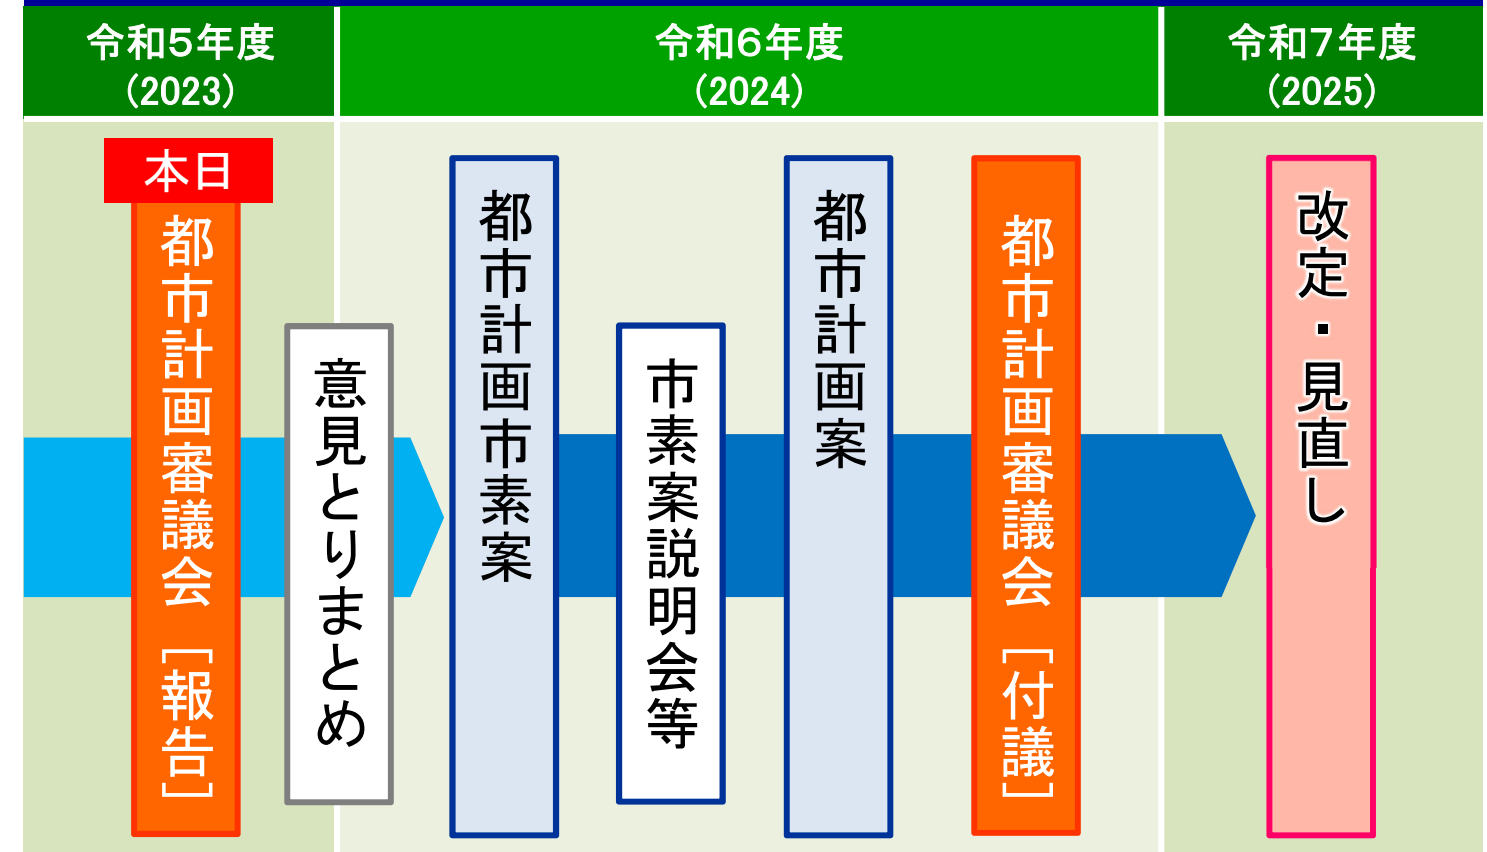 令和５年度
(2023)
令和６年度
(2024)
令和７年度
(2025)
本日
都市計画審議会［報告］
意見とりまとめ
都市計画市素案
市素案説明会等
都市計画案
都市計画審議会［付議］
改定・見直し